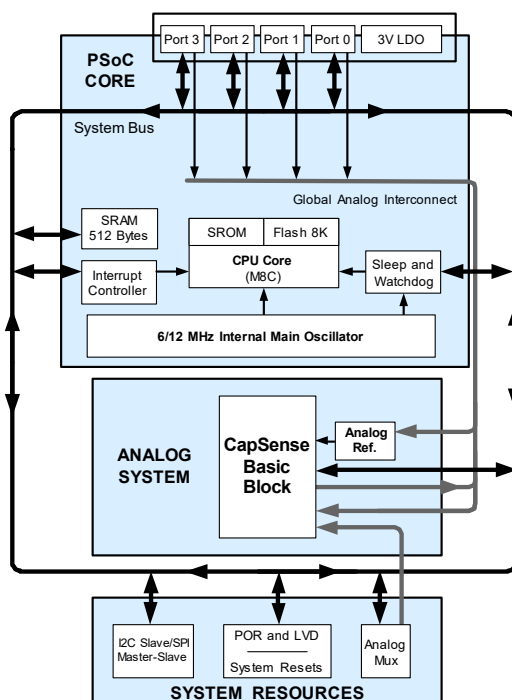 Port 3
Port 2
Port 1
Port 0
3V LDO
PSoC
CORE
System Bus
Global Analog Interconnect
SRAM
512 Bytes
SROM
Flash 8K
CPU Core
(M8C)
Interrupt
Controller
Sleep and
Watchdog
6/12 MHz Internal Main Oscillator
ANALOG
SYSTEM
CapSense
Basic
Block
Analog
Ref.
I2C Slave/SPI
Master-Slave
POR and LVD
System Resets
Analog
Mux
SYSTEM RESOURCES